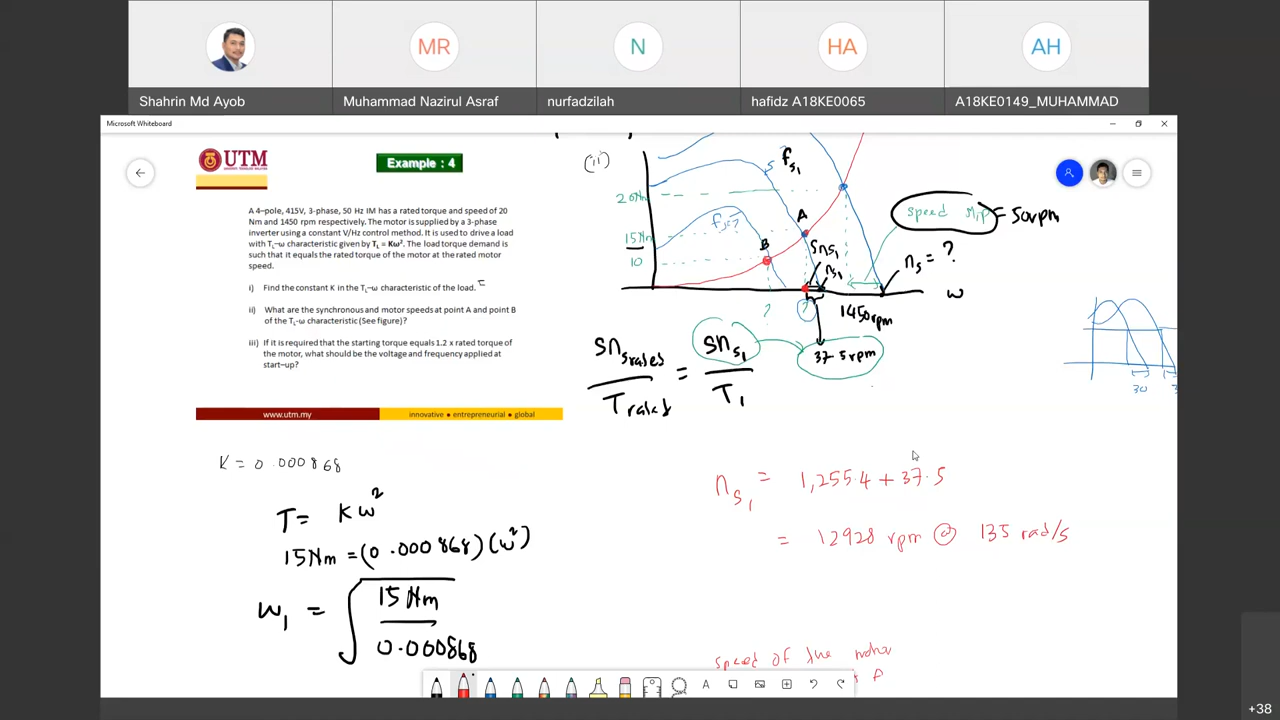 Shahrin Md Ayob
MR
Muhammad Nazirul Asraf
N
nurfadzilah
HA
hafidz A18KE0065
AH
A18KE0149_MUHAMMAD
Microsoft Whiteboard
UTM
Example : 4
A 4–pole, 415V, 3-phase, 50 Hz IM has a rated torque and speed of 20
Nm and 1450 rpm respectively. The motor is supplied by a 3-phase
inverter using a constant V/Hz control method. It is used to drive a load
with TL–ω characteristic given by TL = Kω². The load torque demand is
such that it equals the rated torque of the motor at the rated motor
speed.
i) Find the constant K in the TL–ω characteristic of the load.
ii) What are the synchronous and motor speeds at point A and point B
of the TL-ω characteristic (See figure)?
iii) If it is required that the starting torque equals 1.2 x rated torque of
the motor, what should be the voltage and frequency applied at
start–up?
www.utm.my
innovative ● entrepreneurial ● global
(ii)
fs1
20Nm
15Nm
10
A
B
sns1
ns1
speed slip = 50rpm
ns = ?
ω
?
?
1450rpm
37.5rpm
sns rated / T rated = sns1 / T1
30
K = 0.000868
T = Kω²
15Nm = (0.000868)(ω²)
ω1 = √ 15 Nm / 0.000868
ns1 = 1,255.4 + 37.5
= 12928 rpm @ 135 rad/s
speed of the motor
A
+38